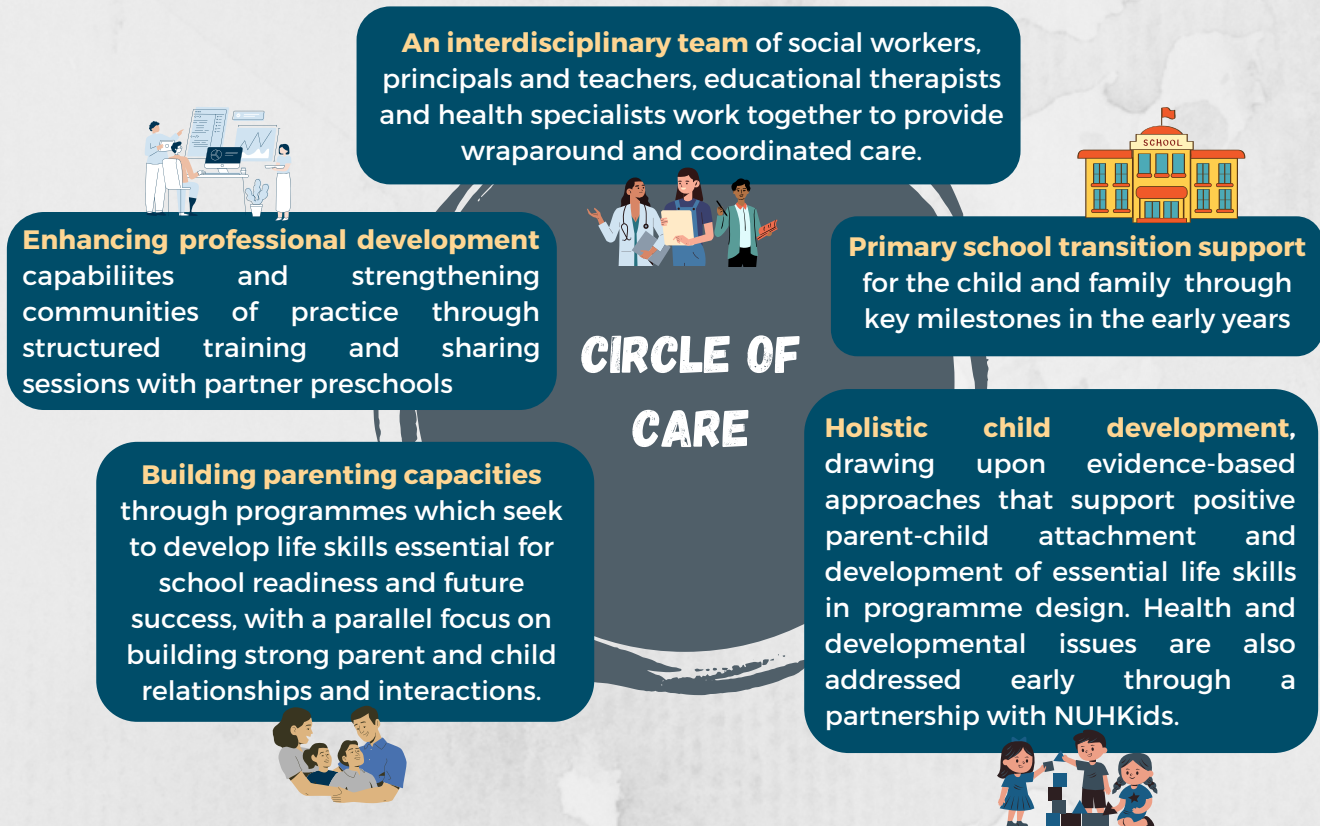 An interdisciplinary team of social workers,
principals and teachers, educational therapists
and health specialists work together to provide
wraparound and coordinated care.
SCHOOL
Enhancing professional development
capabiliites and strengthening
communities of practice through
structured training and sharing
sessions with partner preschools
Primary school transition support
for the child and family through
key milestones in the early years
CIRCLE OF
CARE
Building parenting capacities
through programmes which seek
to develop life skills essential for
school readiness and future
success, with a parallel focus on
building strong parent and child
relationships and interactions.
Holistic child development,
drawing upon evidence-based
approaches that support positive
parent-child attachment and
development of essential life skills
in programme design. Health and
developmental issues are also
addressed early through a
partnership with NUHKids.